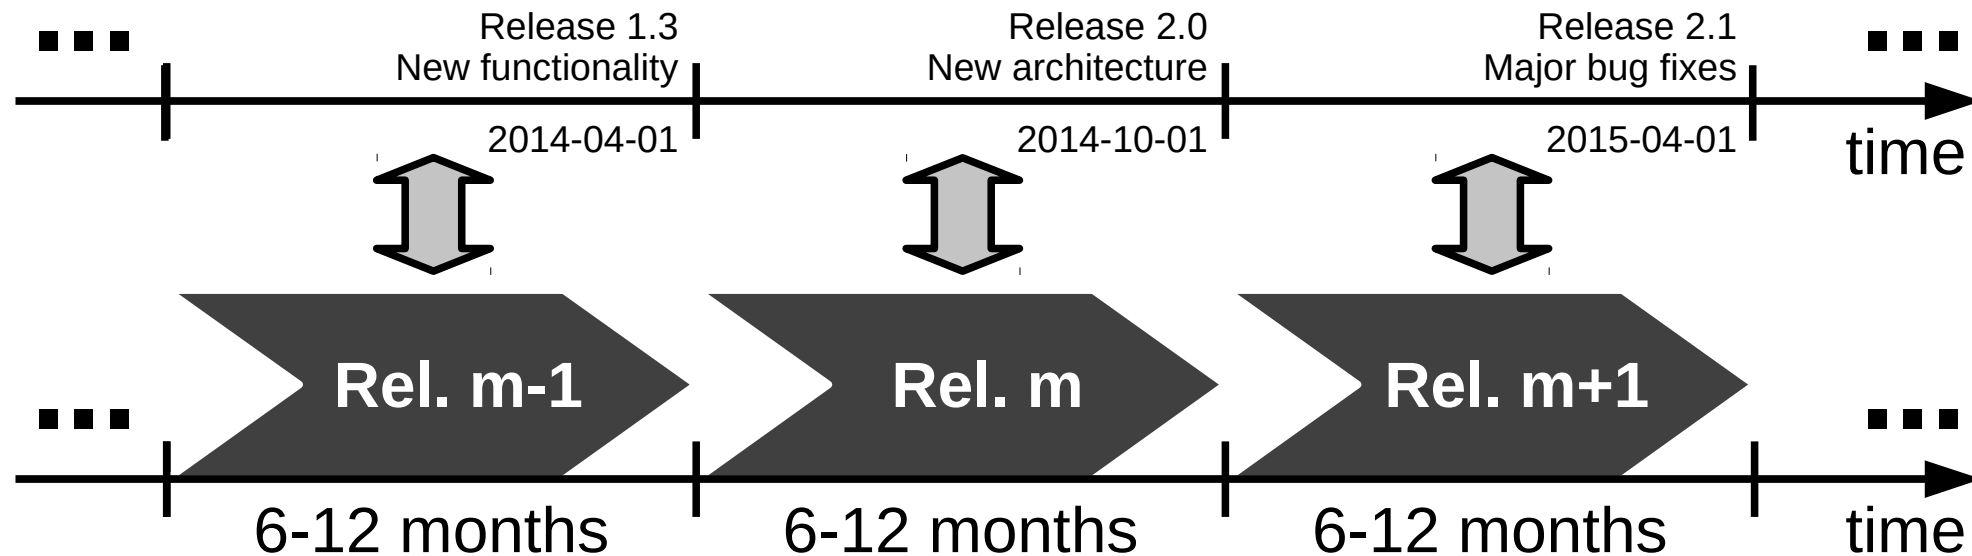 Release 1.3
New functionality
Release 2.0
New architecture
Release 2.1
Major bug fixes
2014-04-01
2014-10-01
2015-04-01
time
Rel. m-1
Rel. m
Rel. m+1
6-12 months
6-12 months
6-12 months
time